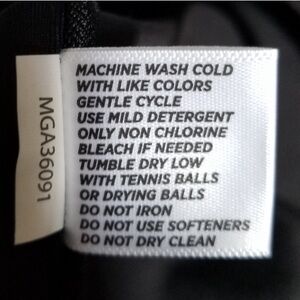 MACHINE WASH COLD
WITH LIKE COLORS
GENTLE CYCLE
USE MILD DETERGENT
ONLY NON CHLORINE
BLEACH IF NEEDED
TUMBLE DRY LOW
WITH TENNIS BALLS
OR DRYING BALLS
DO NOT IRON
DO NOT USE SOFTENERS
DO NOT DRY CLEAN
MGA36091